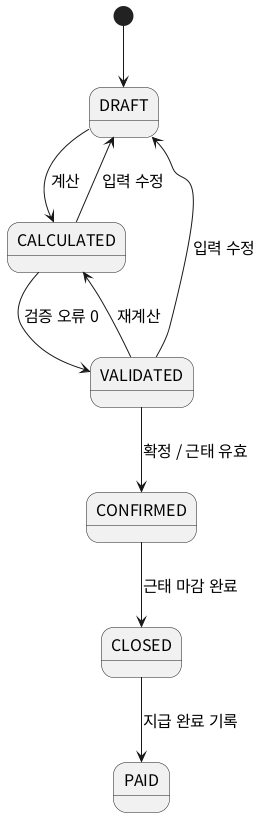 DRAFT
계산
입력 수정
CALCULATED
입력 수정
검증 오류 0
재계산
VALIDATED
확정 / 근태 유효
CONFIRMED
근태 마감 완료
CLOSED
지급 완료 기록
PAID